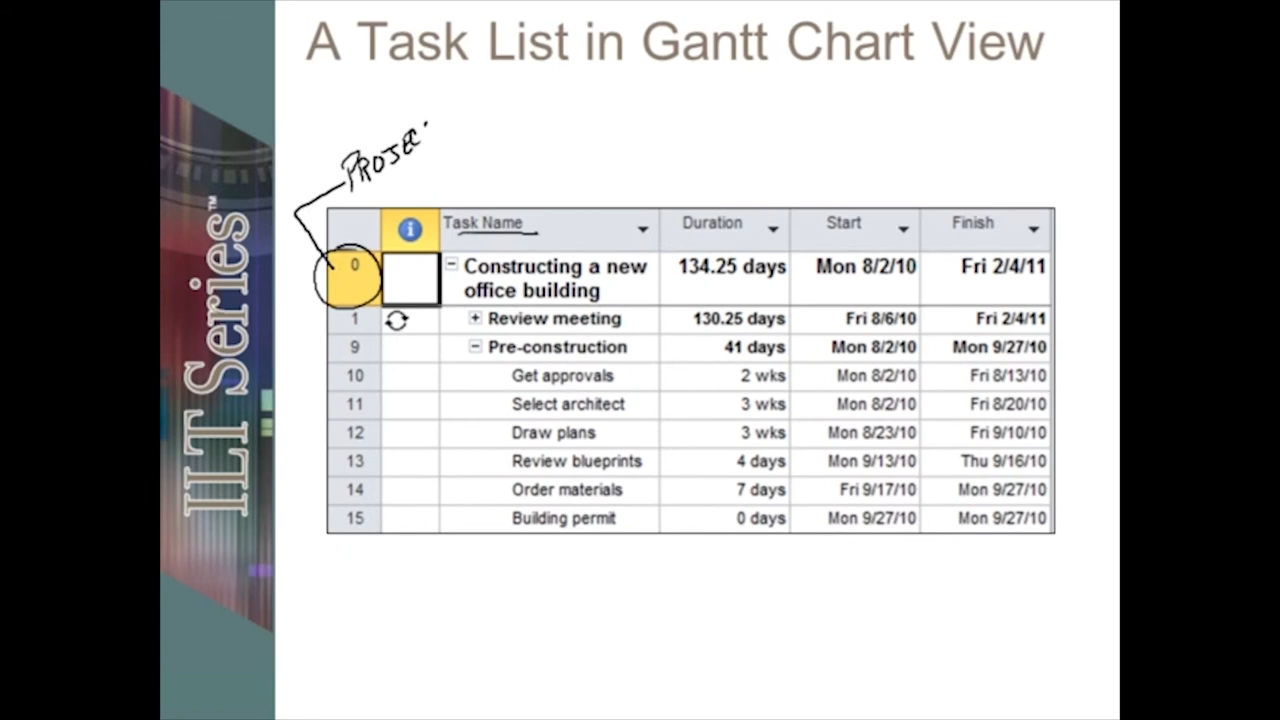 A Task List in Gantt Chart View
ILT Series™
PROJEC
Task Name Duration Start Finish
0 Constructing a new office building 134.25 days Mon 8/2/10 Fri 2/4/11
1 Review meeting 130.25 days Fri 8/6/10 Fri 2/4/11
9 Pre-construction 41 days Mon 8/2/10 Mon 9/27/10
10 Get approvals 2 wks Mon 8/2/10 Fri 8/13/10
11 Select architect 3 wks Mon 8/2/10 Fri 8/20/10
12 Draw plans 3 wks Mon 8/23/10 Fri 9/10/10
13 Review blueprints 4 days Mon 9/13/10 Thu 9/16/10
14 Order materials 7 days Fri 9/17/10 Mon 9/27/10
15 Building permit 0 days Mon 9/27/10 Mon 9/27/10